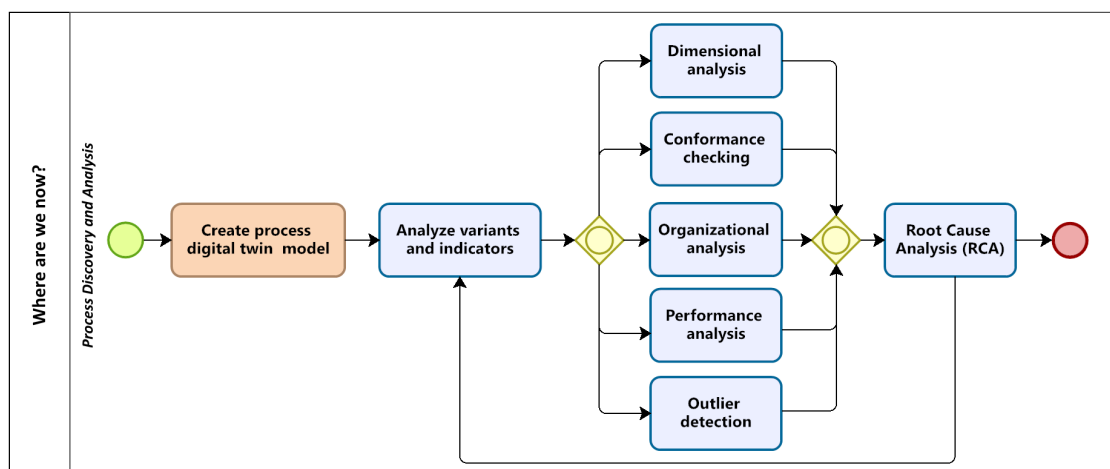 Where are we now?
Process Discovery and Analysis
Create process
digital twin model
Analyze variants
and indicators
Dimensional
analysis
Conformance
checking
Organizational
analysis
Performance
analysis
Outlier
detection
Root Cause
Analysis (RCA)